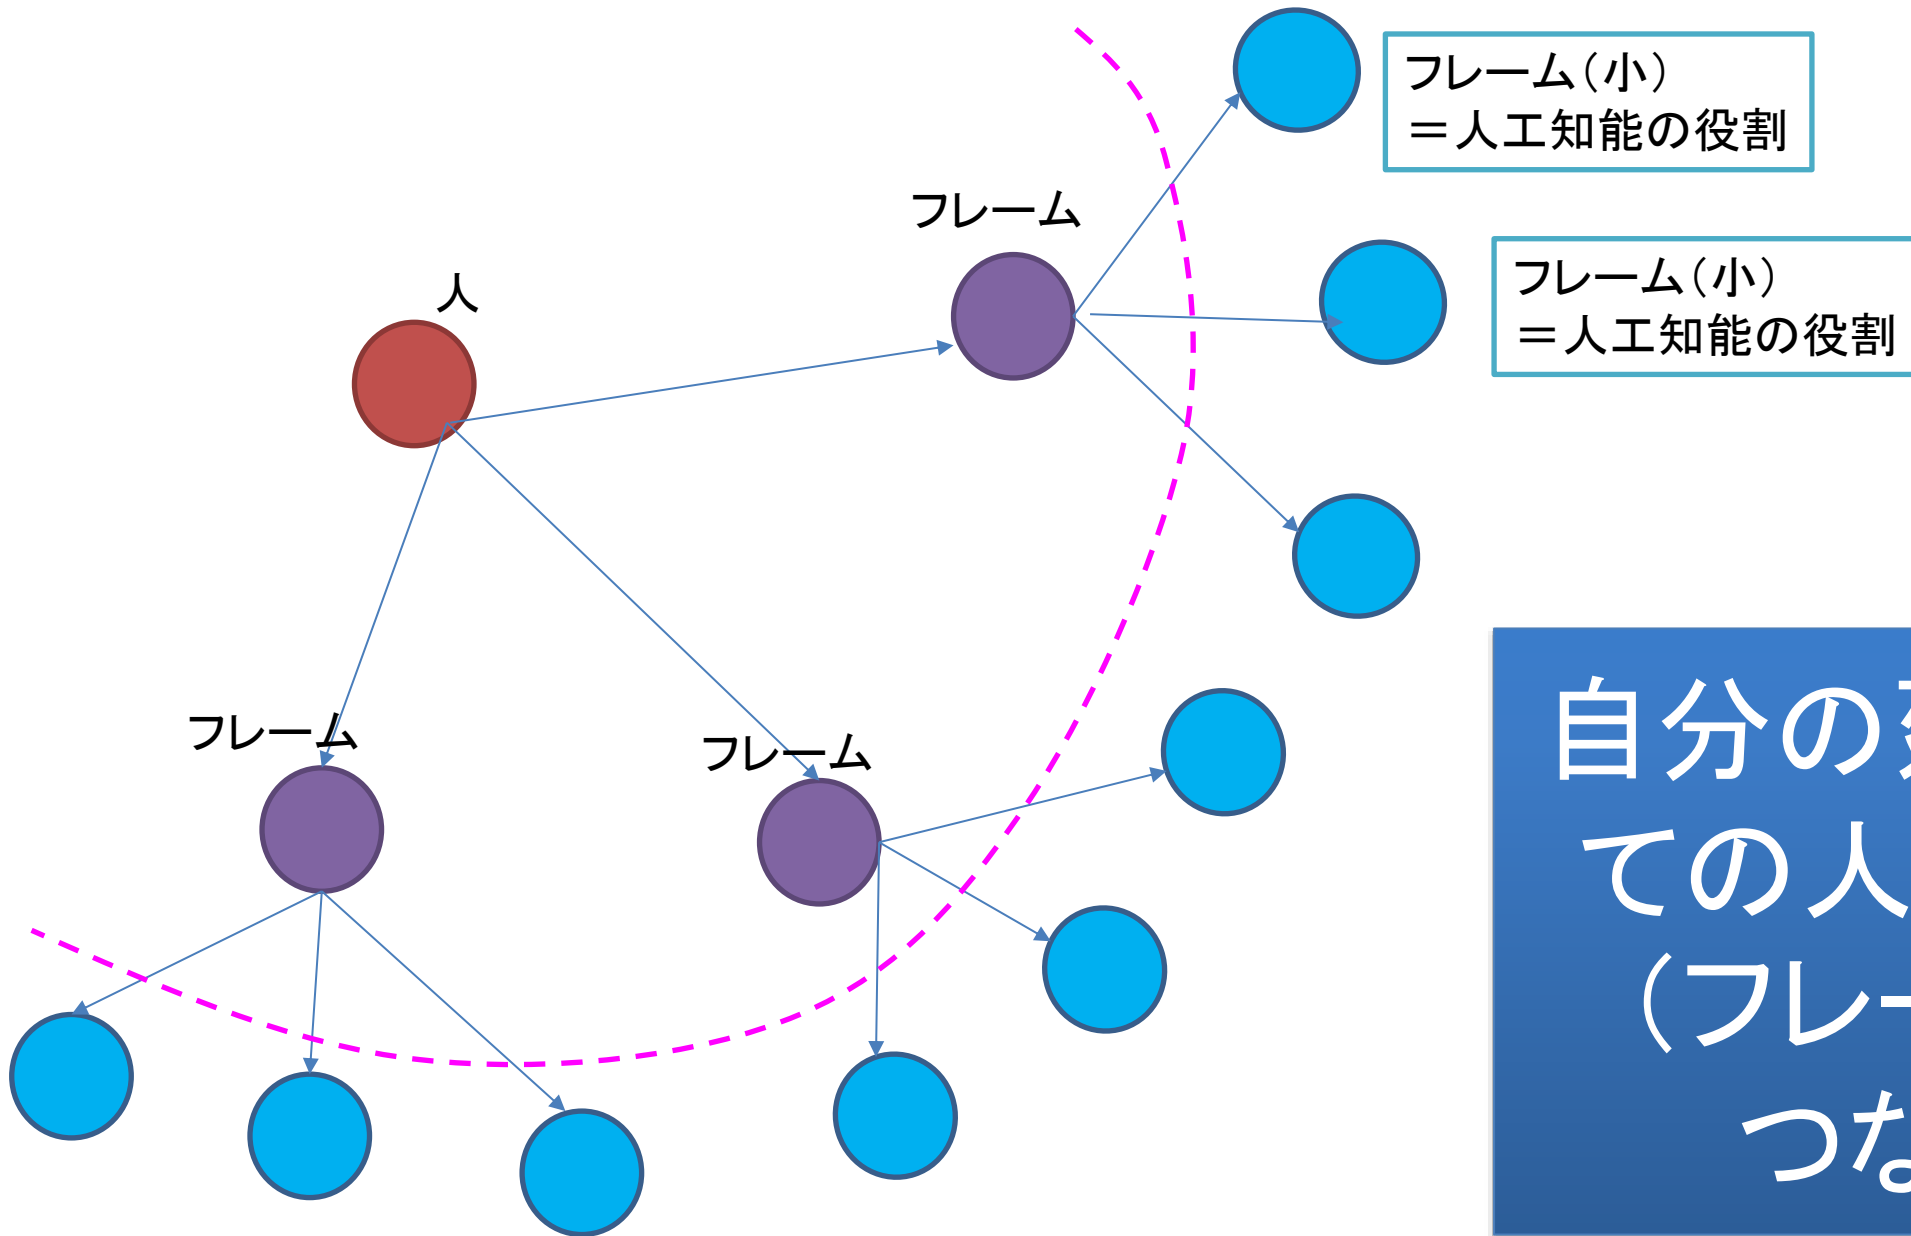 フレーム（小）
＝人工知能の役割
フレーム
フレーム（小）
＝人工知能の役割
人
フレーム
フレーム
自分の
ての人
（フレー
つな